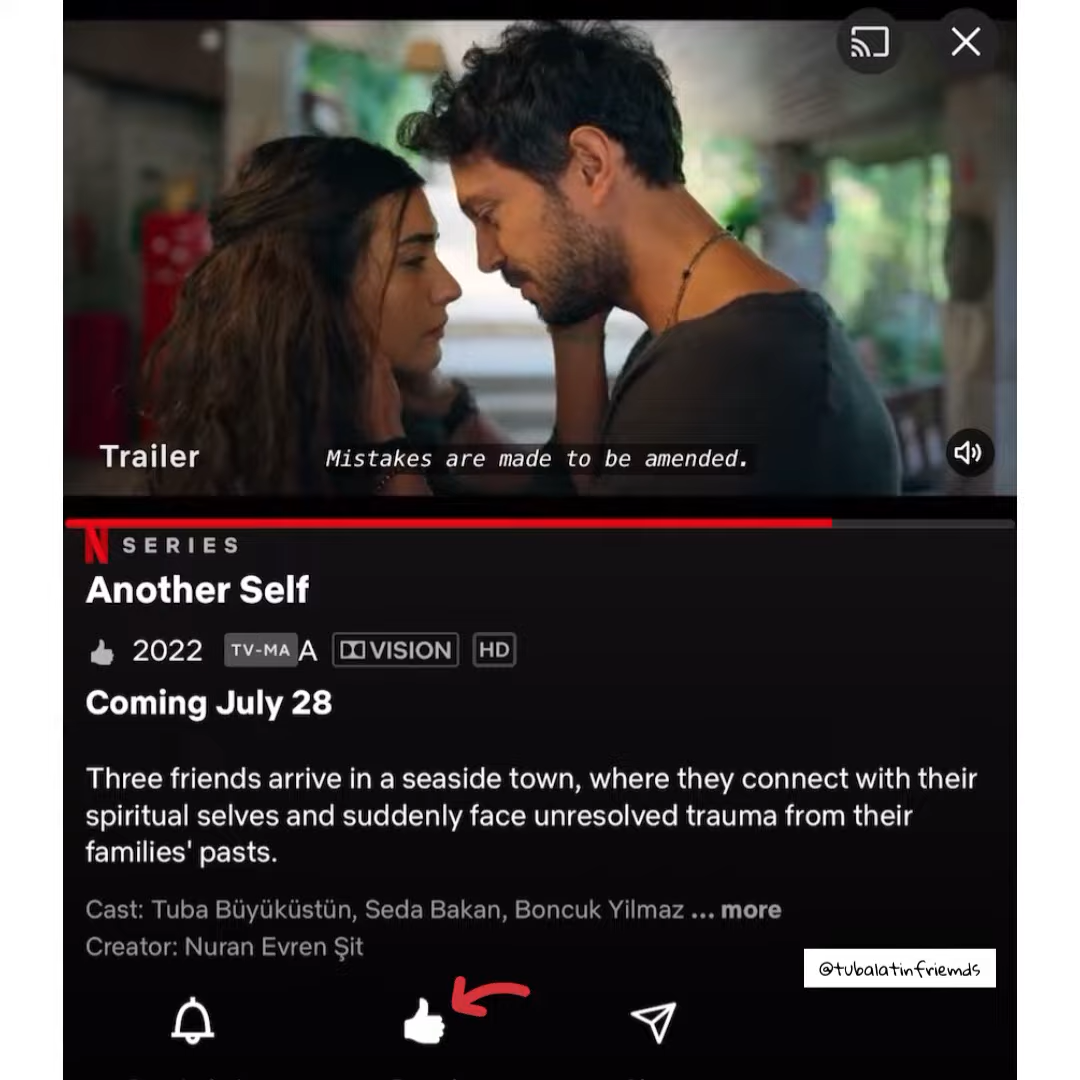 Trailer
Mistakes are made to be amended.
N SERIES
Another Self
2022 TV-MA A VISION HD
Coming July 28
Three friends arrive in a seaside town, where they connect with their
spiritual selves and suddenly face unresolved trauma from their
families' pasts.
Cast: Tuba Büyüküstün, Seda Bakan, Boncuk Yilmaz ... more
Creator: Nuran Evren Şit
@tubalatinfriemds